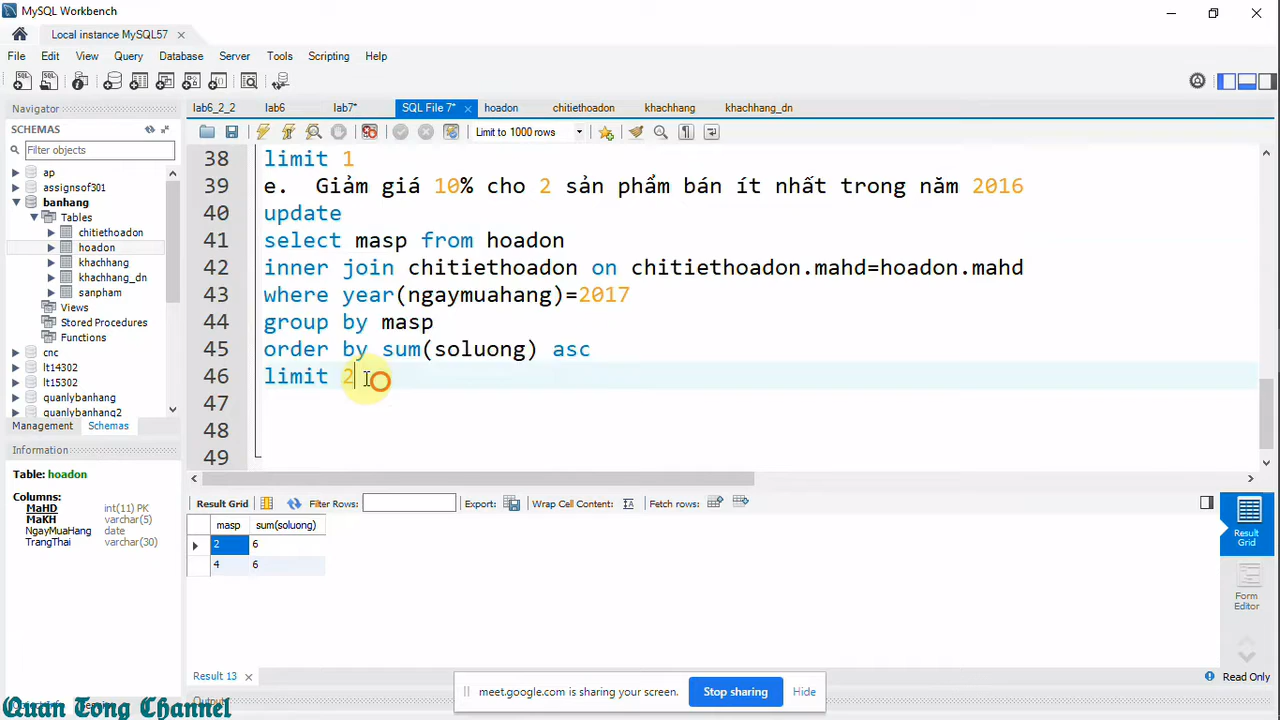 MySQL Workbench
Local instance MySQL57
File Edit View Query Database Server Tools Scripting Help
Navigator
SCHEMAS
Filter objects
ap
assignsof301
banhang
Tables
chitiethoadon
hoadon
khachhang
khachhang_dn
sanpham
Views
Stored Procedures
Functions
cnc
lt14302
lt15302
quanlybanhang
quanlybanhang2
Management Schemas
Information
Table: hoadon
Columns:
MaHD int(11) PK
MaKH varchar(5)
NgayMuaHang date
TrangThai varchar(30)
lab6_2_2 lab6 lab7* SQL File 7* hoadon chitiethoadon khachhang khachhang_dn
Limit to 1000 rows
38 limit 1
39 e. Giảm giá 10% cho 2 sản phẩm bán ít nhất trong năm 2016
40 update
41 select masp from hoadon
42 inner join chitiethoadon on chitiethoadon.mahd=hoadon.mahd
43 where year(ngaymuahang)=2017
44 group by masp
45 order by sum(soluong) asc
46 limit 2
47
48
49
Result Grid Filter Rows: Export: Wrap Cell Content: Fetch rows:
masp sum(soluong)
2 6
4 6
Result Grid
Form Editor
Result 13
Read Only
meet.google.com is sharing your screen. Stop sharing Hide
Quan Tong Channel